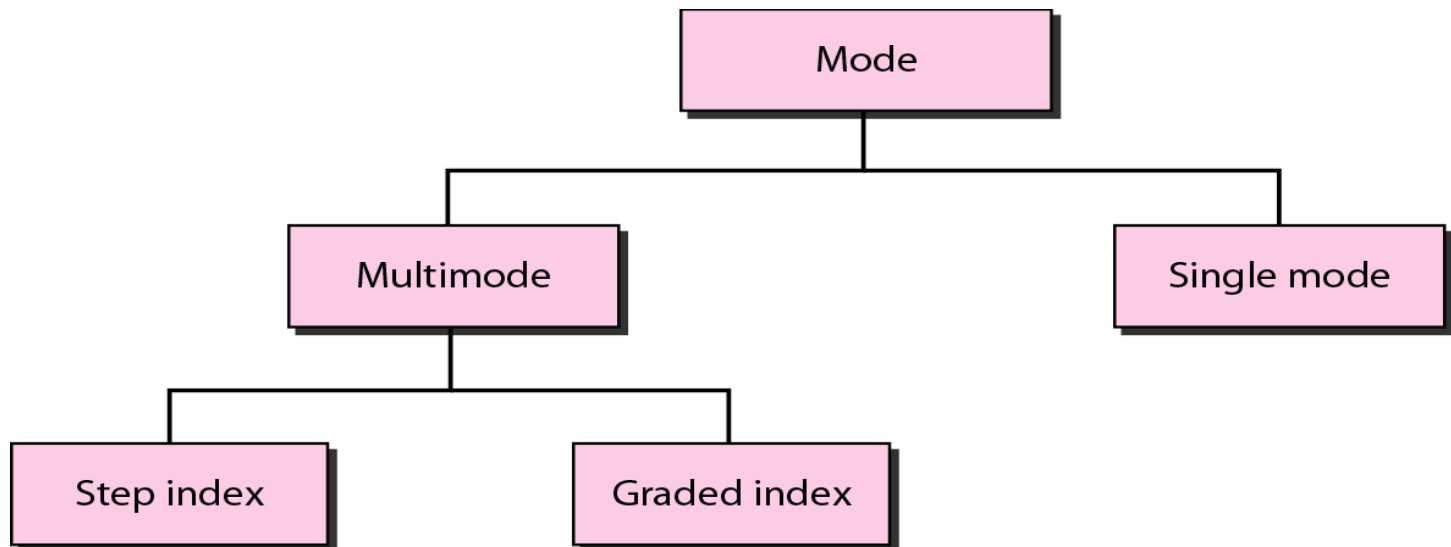 Mode
Multimode
Single mode
Step index
Graded index